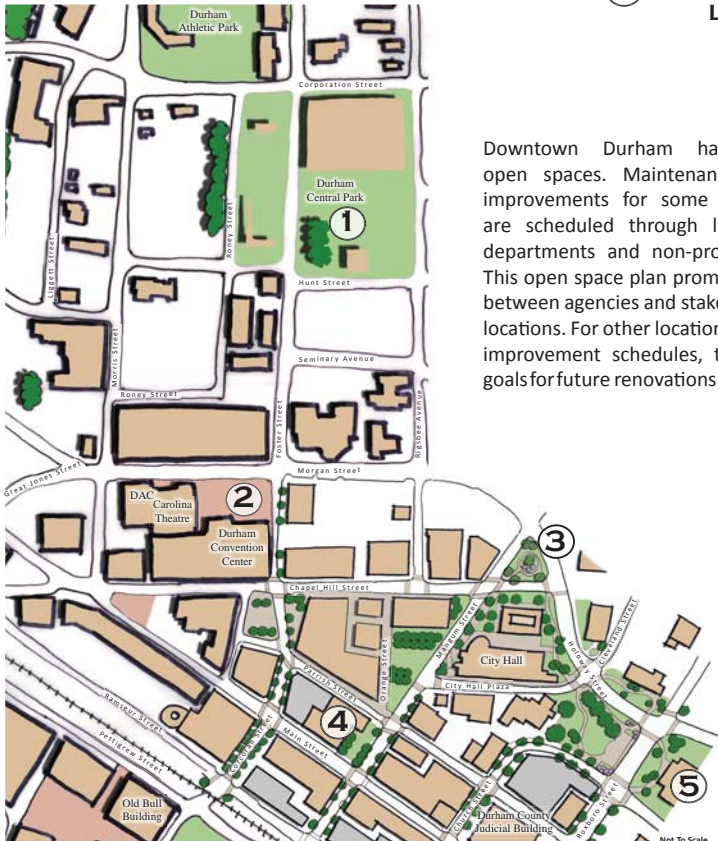 L
Durham
Athletic Park
Corporation Street
Durham
Central Park
1
Roney Street
Liggett Street
Hunt Street
Morris Street
Seminary Avenue
Roney Street
Foster Street
Rigsbee Avenue
Morgan Street
Great Jones Street
DAC
Carolina
Theatre
2
Durham
Convention
Center
3
Chapel Hill Street
Mangum Street
Orange Street
City Hall
City Hall Plaza
Holloway Street
Cleveland Street
Parrish Street
4
Main Street
Ramseur Street
Pettigrew Street
Corcoran Street
Church Street
Old Bull
Building
Durham County
Judicial Building
Roxboro Street
5
Not To Scale
Downtown Durham ha
open spaces. Maintenan
improvements for some
are scheduled through l
departments and non-pro
This open space plan prom
between agencies and stake
locations. For other location
improvement schedules, t
goals for future renovations